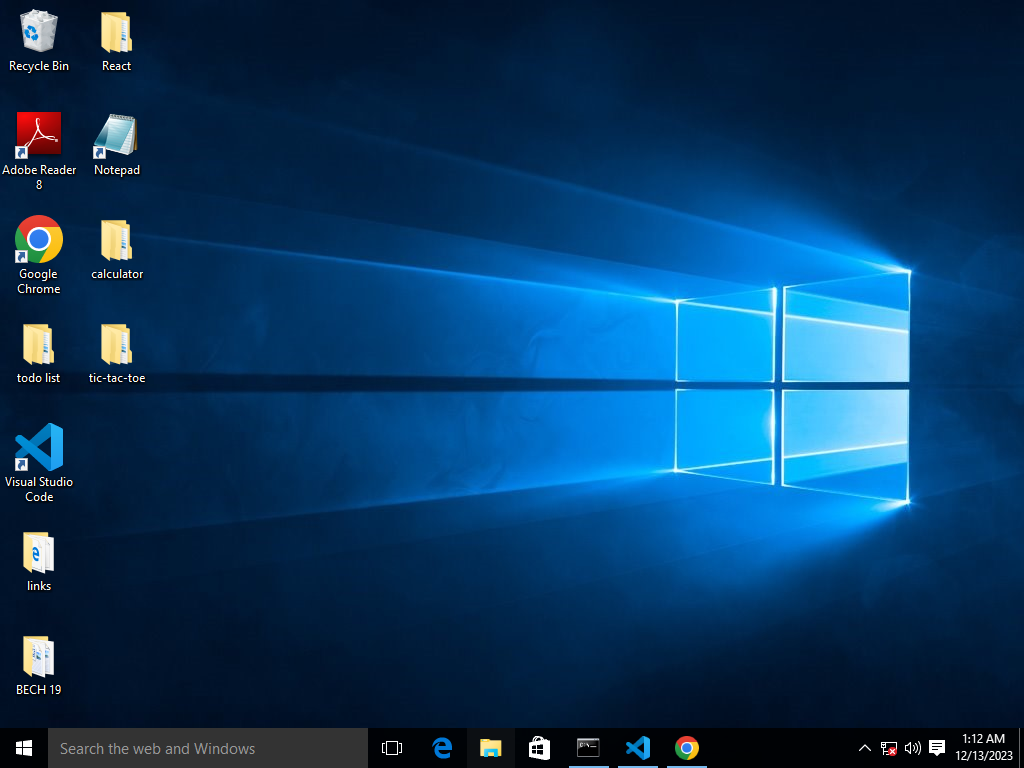 Recycle Bin
React
Adobe Reader
8
Notepad
Google
Chrome
calculator
todo list
tic-tac-toe
Visual Studio
Code
links
BECH 19
Search the web and Windows
1:12 AM
12/13/2023